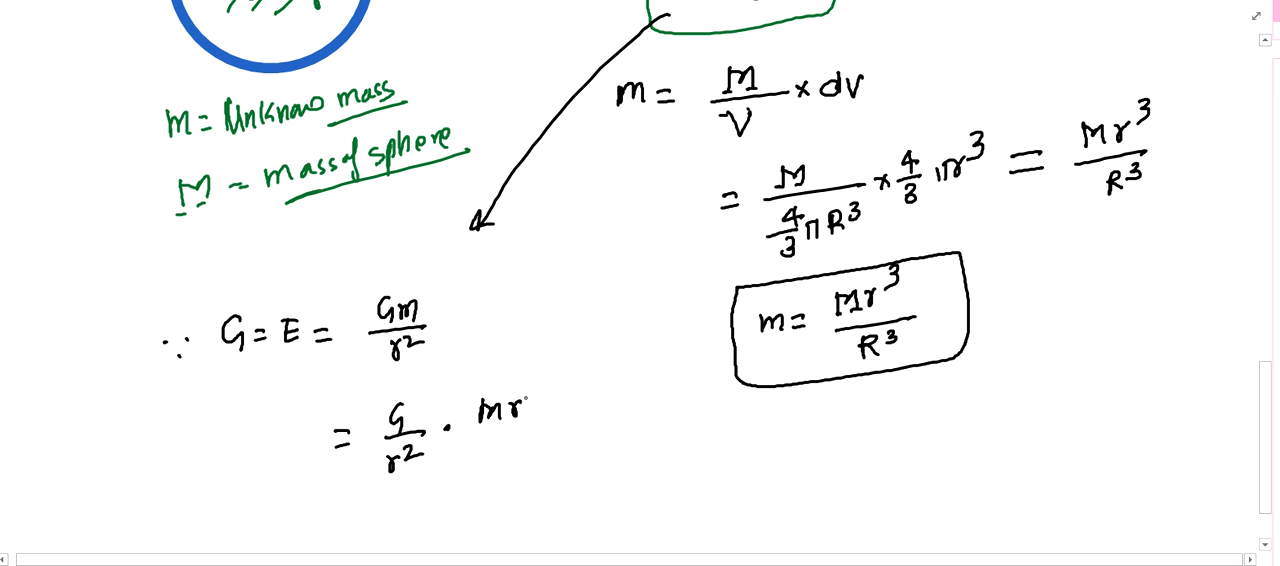 m = Unknown mass
M = mass of sphere
m = M/V × dV
= M/(4/3 πR³) × 4/3 πr³ = Mr³/R³
m = Mr³/R³
∵ G = E = Gm/r²
= G/r² · Mr